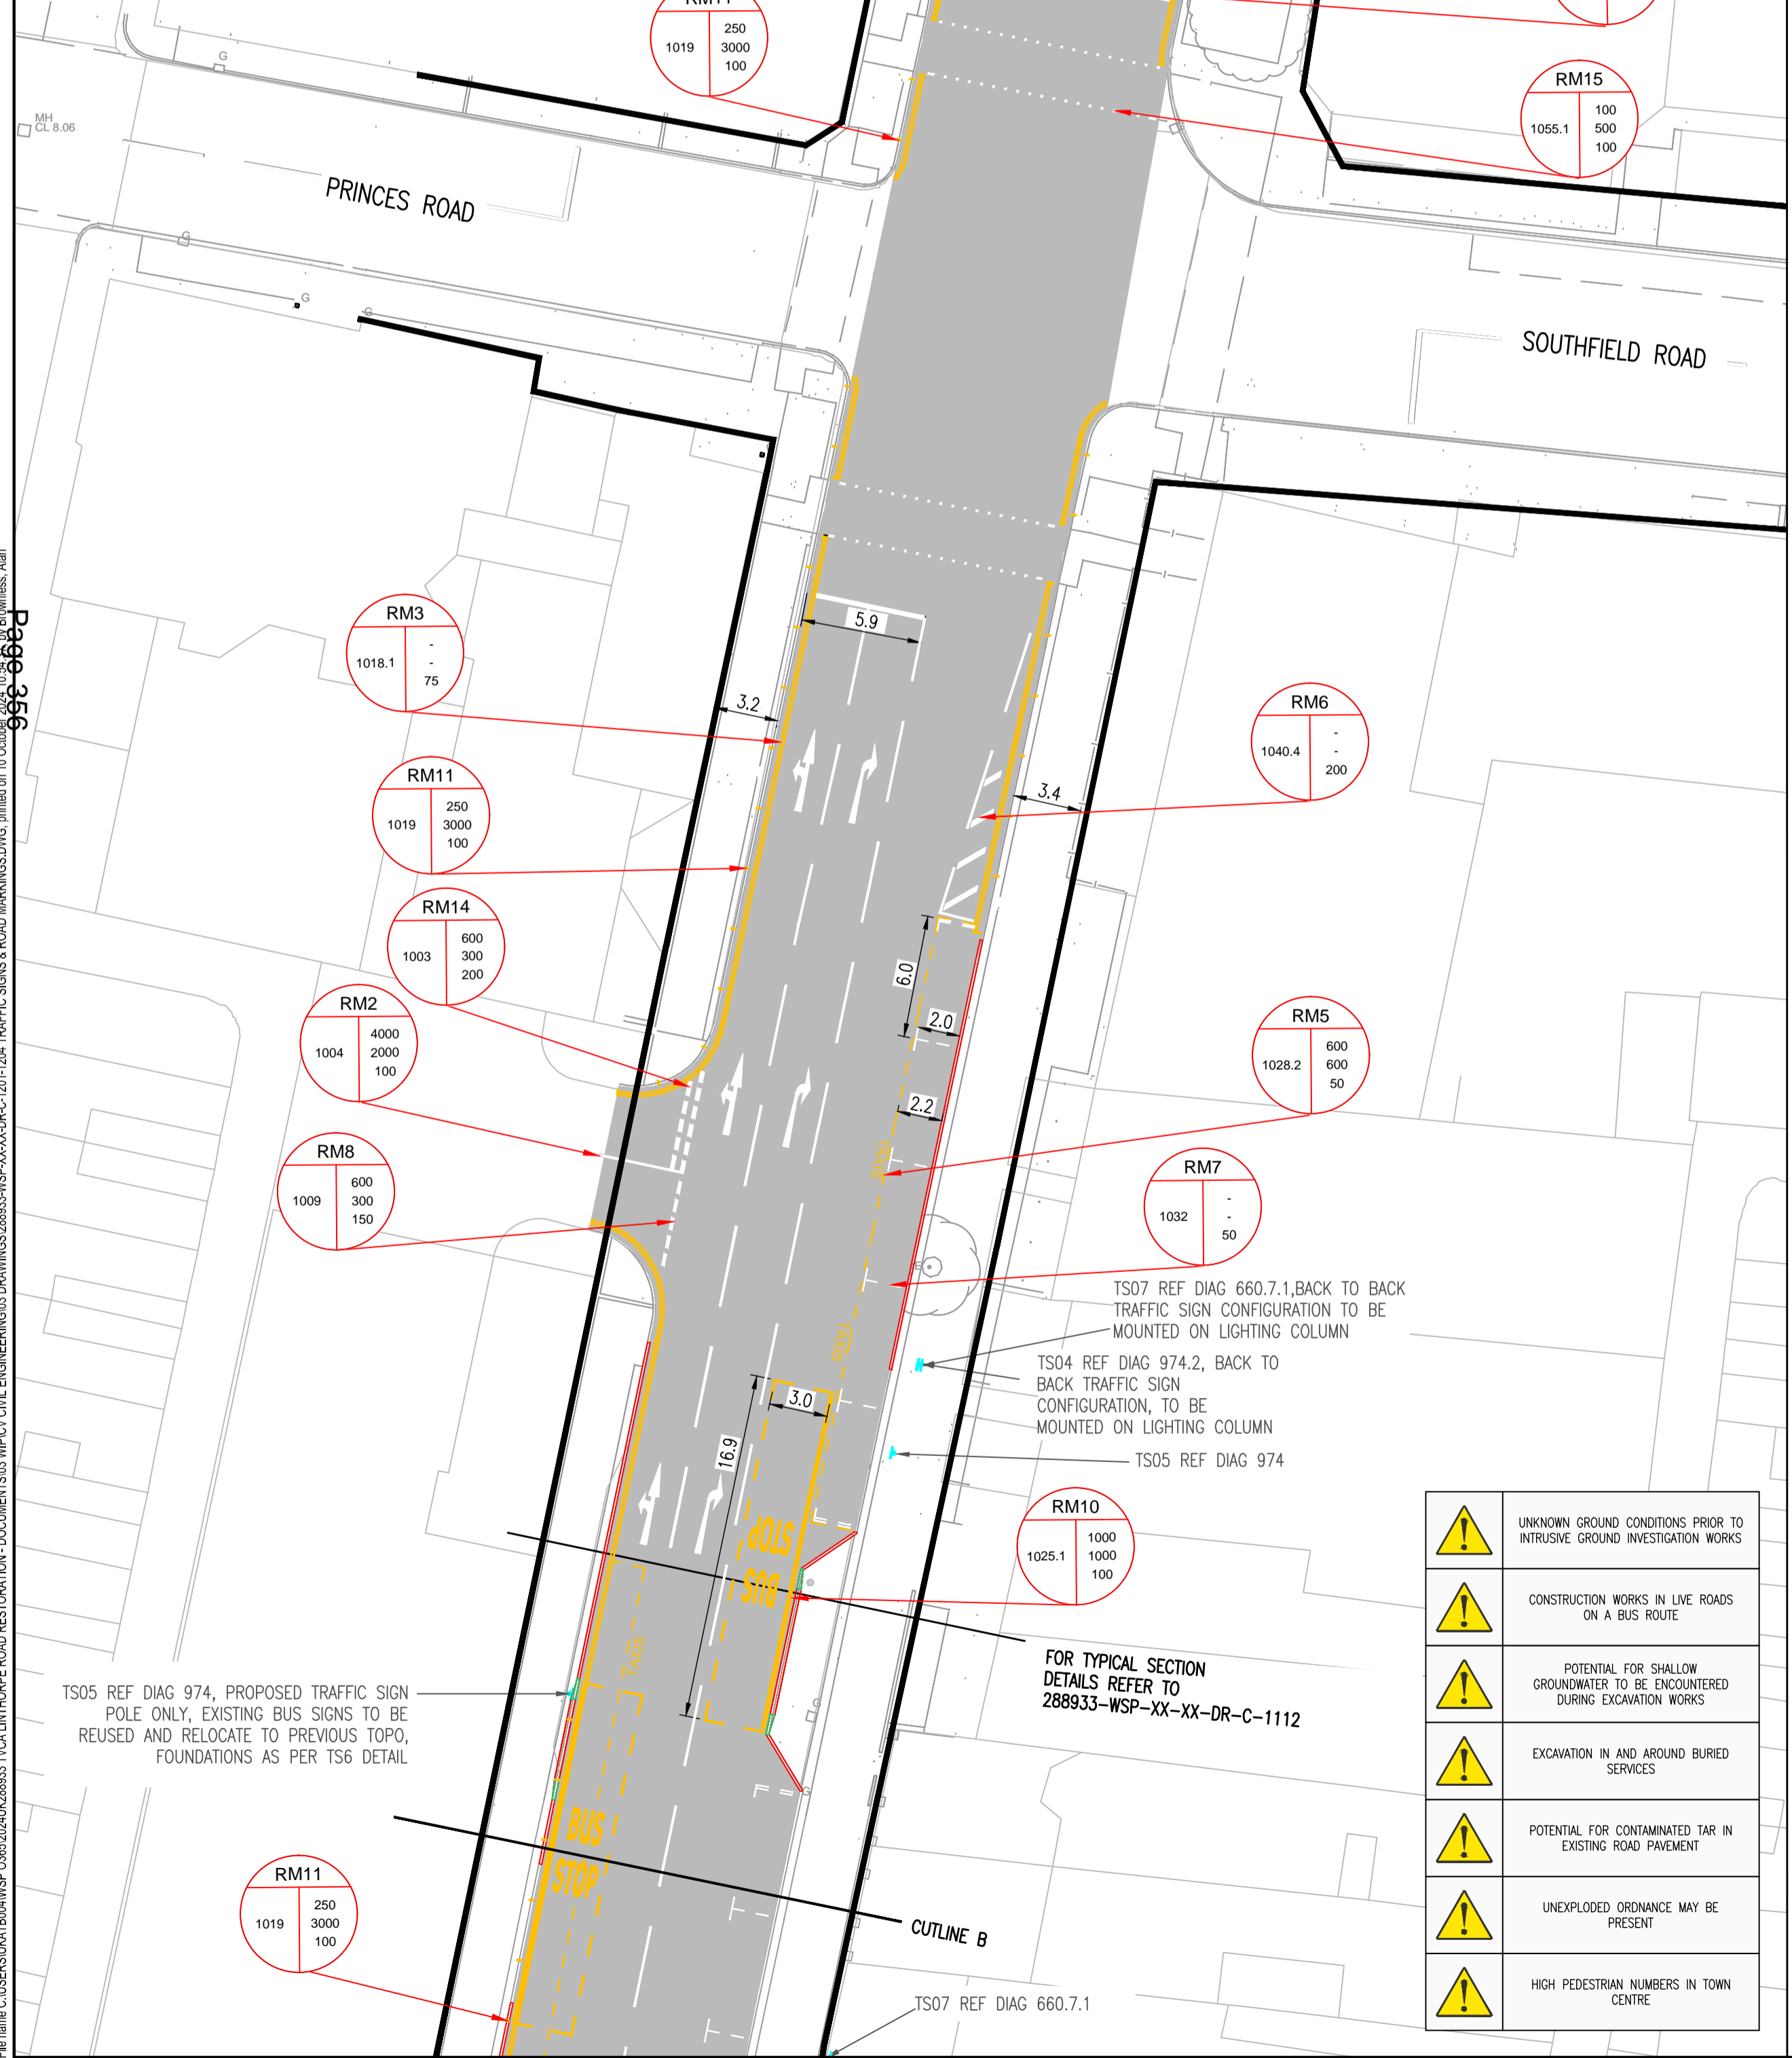 RM11
1019
250
3000
100
RM15
1055.1
100
500
100
MH
CL 8.06
G
G
G
G
PRINCES ROAD
SOUTHFIELD ROAD
Page 356
RM3
1018.1
-
-
75
5.9
3.2
RM6
1040.4
-
-
200
3.4
RM11
1019
250
3000
100
RM14
1003
600
300
200
6.0
2.0
RM2
1004
4000
2000
100
RM5
1028.2
600
600
50
2.2
TAXIS
RM8
1009
600
300
150
RM7
1032
-
-
50
TAXIS
TS07 REF DIAG 660.7.1,BACK TO BACK
TRAFFIC SIGN CONFIGURATION TO BE
MOUNTED ON LIGHTING COLUMN
TS04 REF DIAG 974.2, BACK TO
BACK TRAFFIC SIGN
CONFIGURATION, TO BE
MOUNTED ON LIGHTING COLUMN
TS05 REF DIAG 974
3.0
16.9
BUS
STOP
RM10
1025.1
1000
1000
100
FOR TYPICAL SECTION
DETAILS REFER TO
288933-WSP-XX-XX-DR-C-1112
TAXIS
TS05 REF DIAG 974, PROPOSED TRAFFIC SIGN
POLE ONLY, EXISTING BUS SIGNS TO BE
REUSED AND RELOCATE TO PREVIOUS TOPO,
FOUNDATIONS AS PER TS6 DETAIL
G
G
BUS
STOP
RM11
1019
250
3000
100
CUTLINE B
TS07 REF DIAG 660.7.1
UNKNOWN GROUND CONDITIONS PRIOR TO
INTRUSIVE GROUND INVESTIGATION WORKS
CONSTRUCTION WORKS IN LIVE ROADS
ON A BUS ROUTE
POTENTIAL FOR SHALLOW
GROUNDWATER TO BE ENCOUNTERED
DURING EXCAVATION WORKS
EXCAVATION IN AND AROUND BURIED
SERVICES
POTENTIAL FOR CONTAMINATED TAR IN
EXISTING ROAD PAVEMENT
UNEXPLODED ORDNANCE MAY BE
PRESENT
HIGH PEDESTRIAN NUMBERS IN TOWN
CENTRE